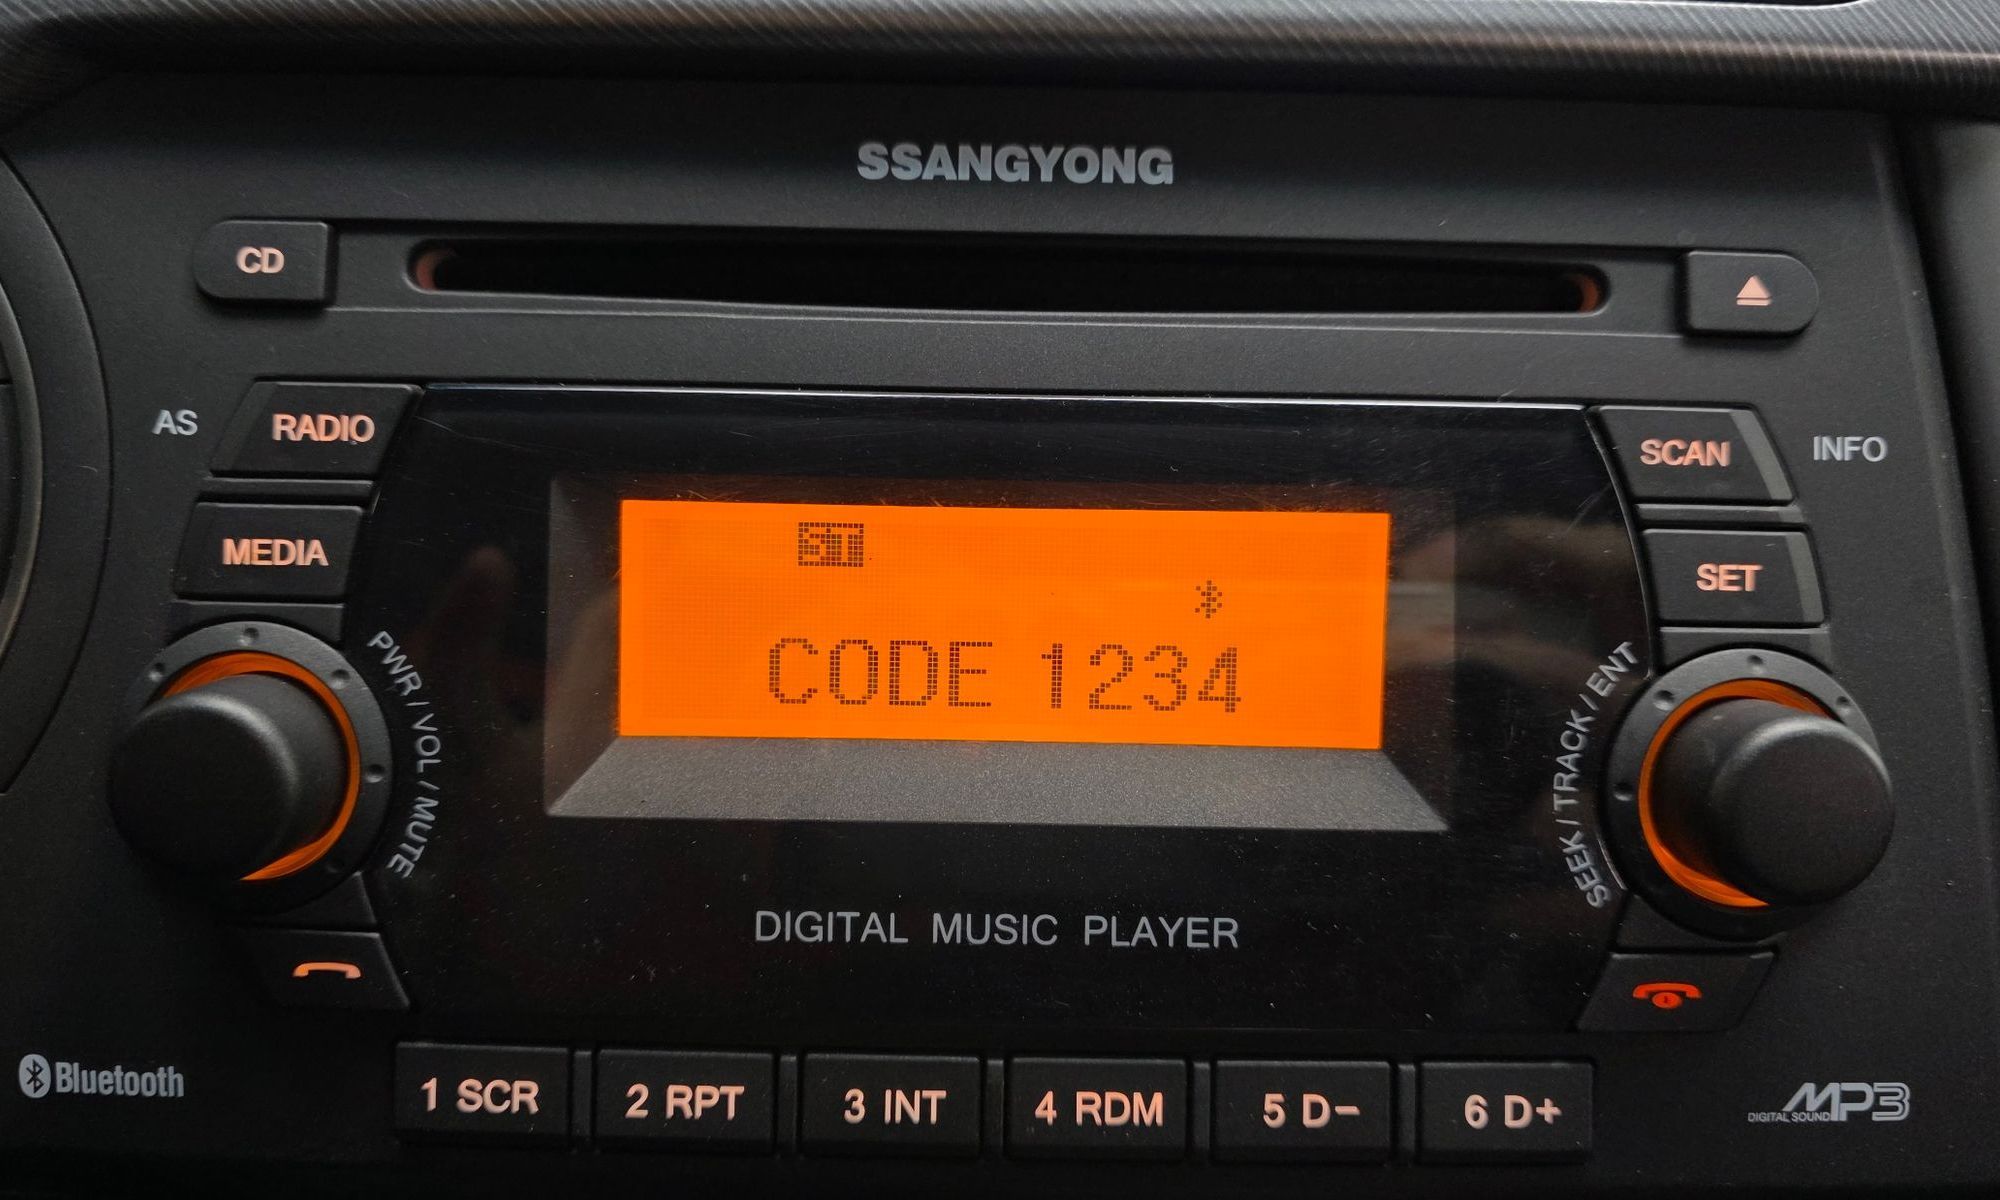 SSANGYONG
CD
AS RADIO
SCAN INFO
MEDIA
SET
CODE 1234
PWR / VOL / MUTE
SEEK / TRACK / ENT
DIGITAL MUSIC PLAYER
Bluetooth
1 SCR 2 RPT 3 INT 4 RDM 5 D− 6 D+
MP3
DIGITAL SOUND